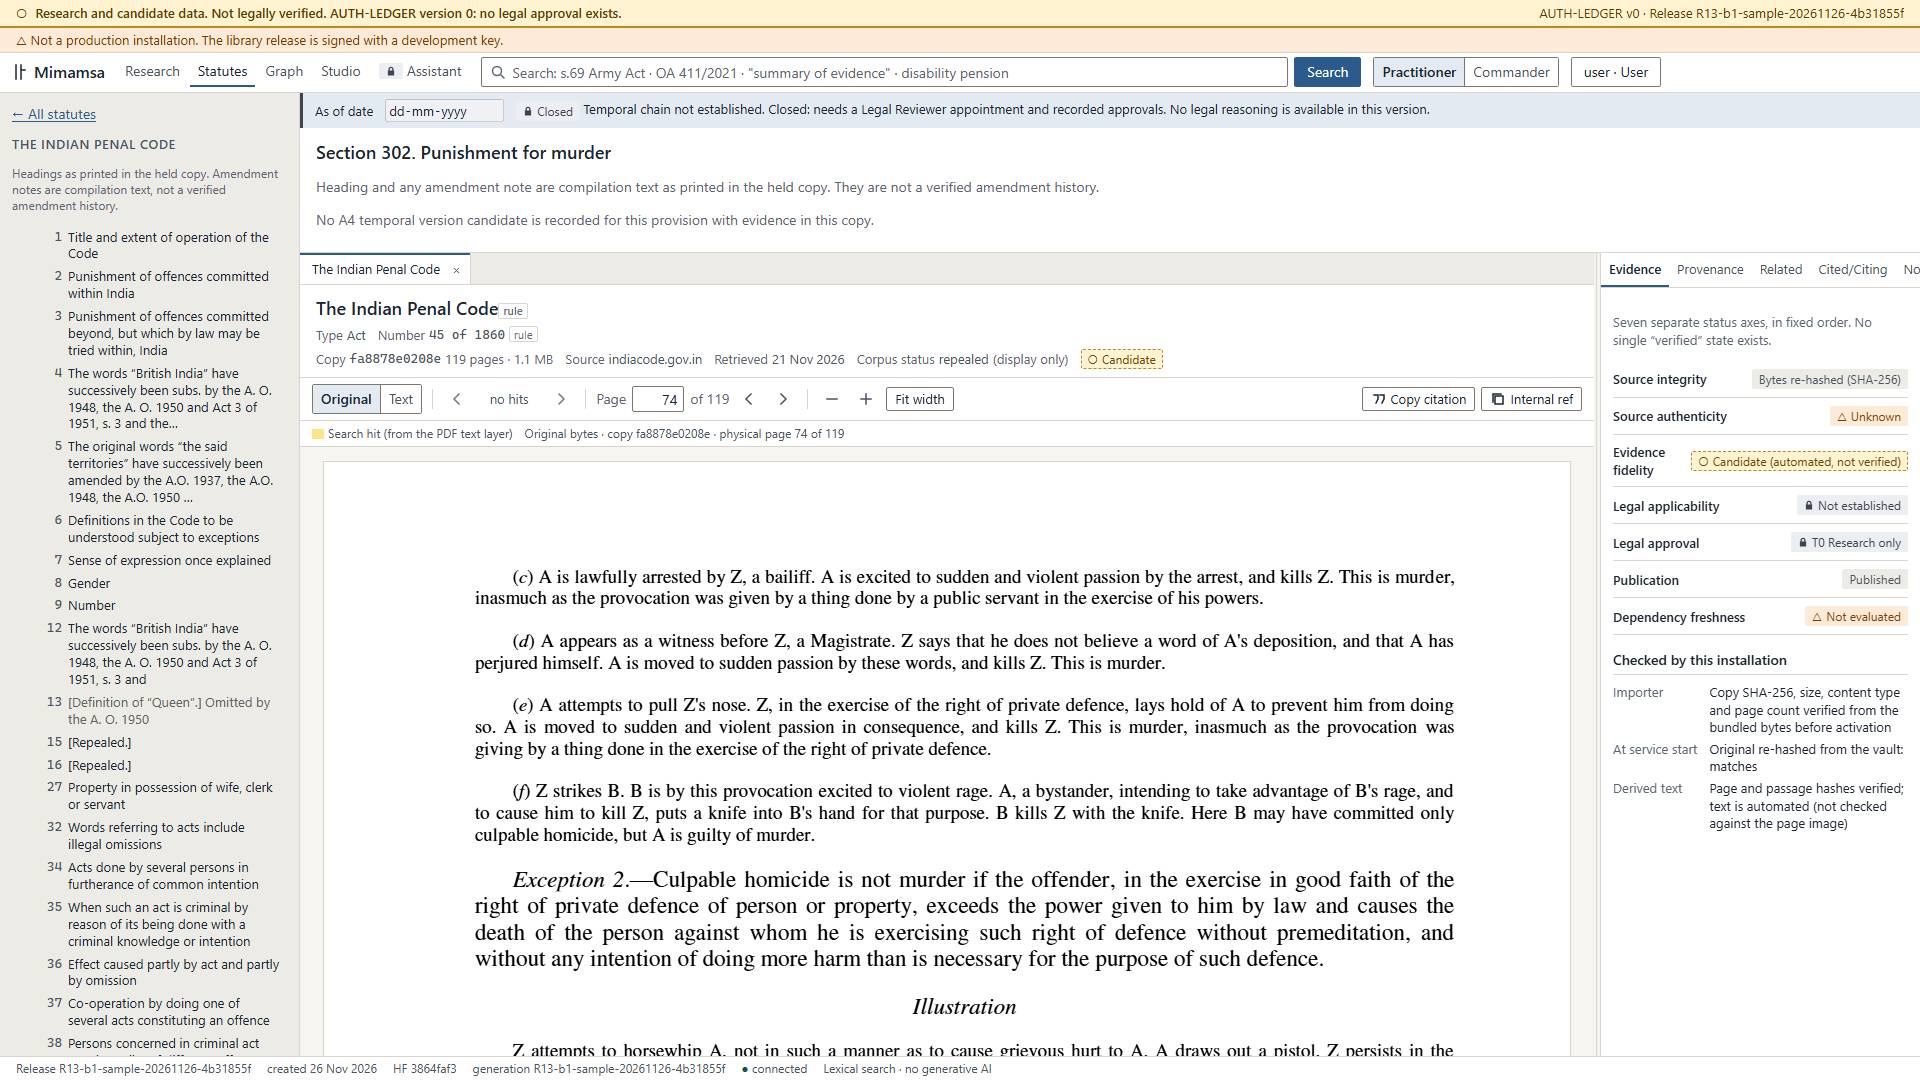 Research and candidate data. Not legally verified. AUTH-LEDGER version 0: no legal approval exists.
AUTH-LEDGER v0 · Release R13-b1-sample-20261126-4b31855f
Not a production installation. The library release is signed with a development key.
Mimamsa
Research
Statutes
Graph
Studio
Assistant
Search: s.69 Army Act · OA 411/2021 · "summary of evidence" · disability pension
Search
Practitioner
Commander
user · User
← All statutes
THE INDIAN PENAL CODE
Headings as printed in the held copy. Amendment
notes are compilation text, not a verified
amendment history.
1 Title and extent of operation of the
Code
2 Punishment of offences committed
within India
3 Punishment of offences committed
beyond, but which by law may be
tried within, India
4 The words “British India” have
successively been subs. by the A. O.
1948, the A. O. 1950 and Act 3 of
1951, s. 3 and the...
5 The original words “the said
territories” have successively been
amended by the A.O. 1937, the A.O.
1948, the A.O. 1950 ...
6 Definitions in the Code to be
understood subject to exceptions
7 Sense of expression once explained
8 Gender
9 Number
12 The words “British India” have
successively been subs. by the A. O.
1948, the A. O. 1950 and Act 3 of
1951, s. 3 and
13 [Definition of “Queen”.] Omitted by
the A. O. 1950
15 [Repealed.]
16 [Repealed.]
27 Property in possession of wife, clerk
or servant
32 Words referring to acts include
illegal omissions
34 Acts done by several persons in
furtherance of common intention
35 When such an act is criminal by
reason of its being done with a
criminal knowledge or intention
36 Effect caused partly by act and partly
by omission
37 Co-operation by doing one of
several acts constituting an offence
38 Persons concerned in criminal act
As of date
dd-mm-yyyy
Closed
Temporal chain not established. Closed: needs a Legal Reviewer appointment and recorded approvals. No legal reasoning is available in this version.
Section 302. Punishment for murder
Heading and any amendment note are compilation text as printed in the held copy. They are not a verified amendment history.
No A4 temporal version candidate is recorded for this provision with evidence in this copy.
The Indian Penal Code ×
The Indian Penal Code rule
Type Act Number 45 of 1860 rule
Copy fa8878e0208e 119 pages · 1.1 MB Source indiacode.gov.in Retrieved 21 Nov 2026 Corpus status repealed (display only) Candidate
Original
Text
no hits
Page 74 of 119
Fit width
Copy citation
Internal ref
Search hit (from the PDF text layer) Original bytes · copy fa8878e0208e · physical page 74 of 119
(c) A is lawfully arrested by Z, a bailiff. A is excited to sudden and violent passion by the arrest, and kills Z. This is murder,
inasmuch as the provocation was given by a thing done by a public servant in the exercise of his powers.
(d) A appears as a witness before Z, a Magistrate. Z says that he does not believe a word of A's deposition, and that A has
perjured himself. A is moved to sudden passion by these words, and kills Z. This is murder.
(e) A attempts to pull Z's nose. Z, in the exercise of the right of private defence, lays hold of A to prevent him from doing
so. A is moved to sudden and violent passion in consequence, and kills Z. This is murder, inasmuch as the provocation was
giving by a thing done in the exercise of the right of private defence.
(f) Z strikes B. B is by this provocation excited to violent rage. A, a bystander, intending to take advantage of B's rage, and
to cause him to kill Z, puts a knife into B's hand for that purpose. B kills Z with the knife. Here B may have committed only
culpable homicide, but A is guilty of murder.
Exception 2.—Culpable homicide is not murder if the offender, in the exercise in good faith of the
right of private defence of person or property, exceeds the power given to him by law and causes the
death of the person against whom he is exercising such right of defence without premeditation, and
without any intention of doing more harm than is necessary for the purpose of such defence.
Illustration
Z attempts to horsewhip A, not in such a manner as to cause grievous hurt to A. A draws out a pistol. Z persists in the
Evidence
Provenance
Related
Cited/Citing
No
Seven separate status axes, in fixed order. No
single “verified” state exists.
Source integrity Bytes re-hashed (SHA-256)
Source authenticity Unknown
Evidence
fidelity
Candidate (automated, not verified)
Legal applicability Not established
Legal approval T0 Research only
Publication Published
Dependency freshness Not evaluated
Checked by this installation
Importer Copy SHA-256, size, content type
and page count verified from the
bundled bytes before activation
At service start Original re-hashed from the vault:
matches
Derived text Page and passage hashes verified;
text is automated (not checked
against the page image)
Release R13-b1-sample-20261126-4b31855f created 26 Nov 2026 HF 3864faf3 generation R13-b1-sample-20261126-4b31855f connected Lexical search · no generative AI